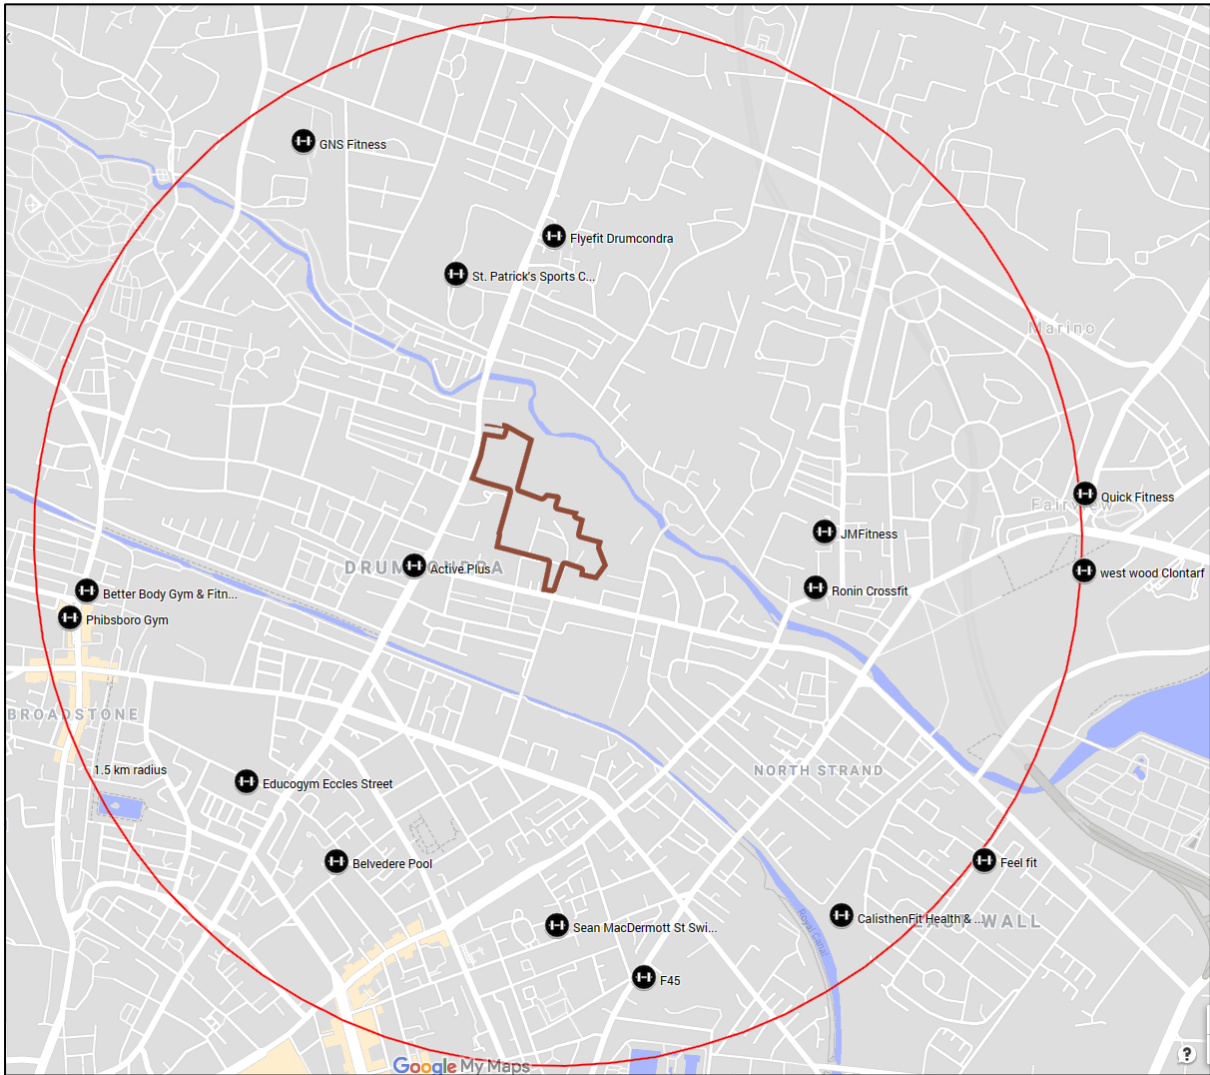 GNS Fitness
Flyefit Drumcondra
St. Patrick's Sports C...
Marino
Quick Fitness
Fairview
JMFitness
DRUMCONDRA
Active Plus
west wood Clontarf
Better Body Gym & Fitn...
Ronin Crossfit
Phibsboro Gym
BROADSTONE
1.5 km radius
NORTH STRAND
Educogym Eccles Street
Belvedere Pool
Feel fit
CalisthenFit Health & ...
EAST WALL
Royal Canal
Sean MacDermott St Swi...
F45
Google My Maps
?